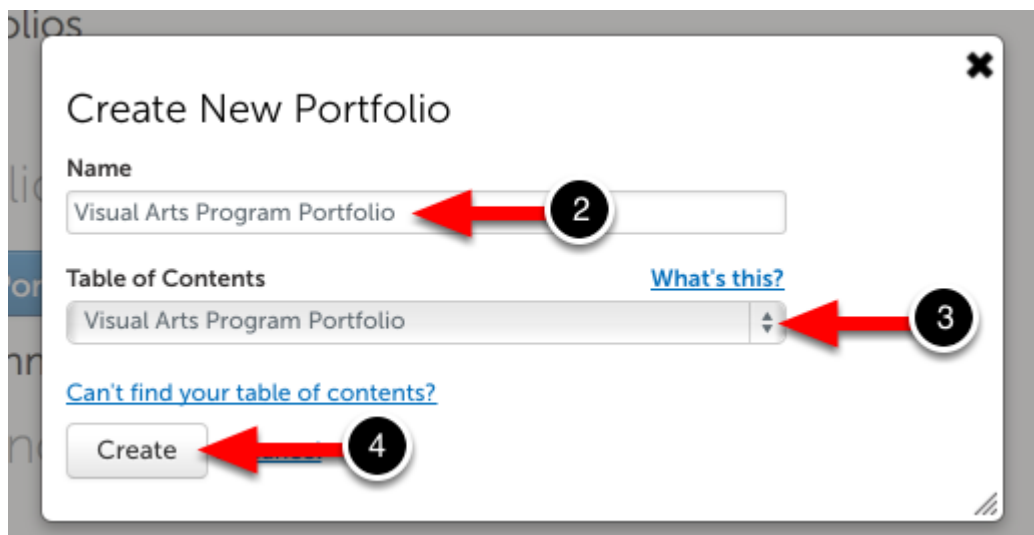 olios
Create New Portfolio
Name
Visual Arts Program Portfolio
2
Table of Contents
What's this?
Visual Arts Program Portfolio
3
Can't find your table of contents?
Create
4